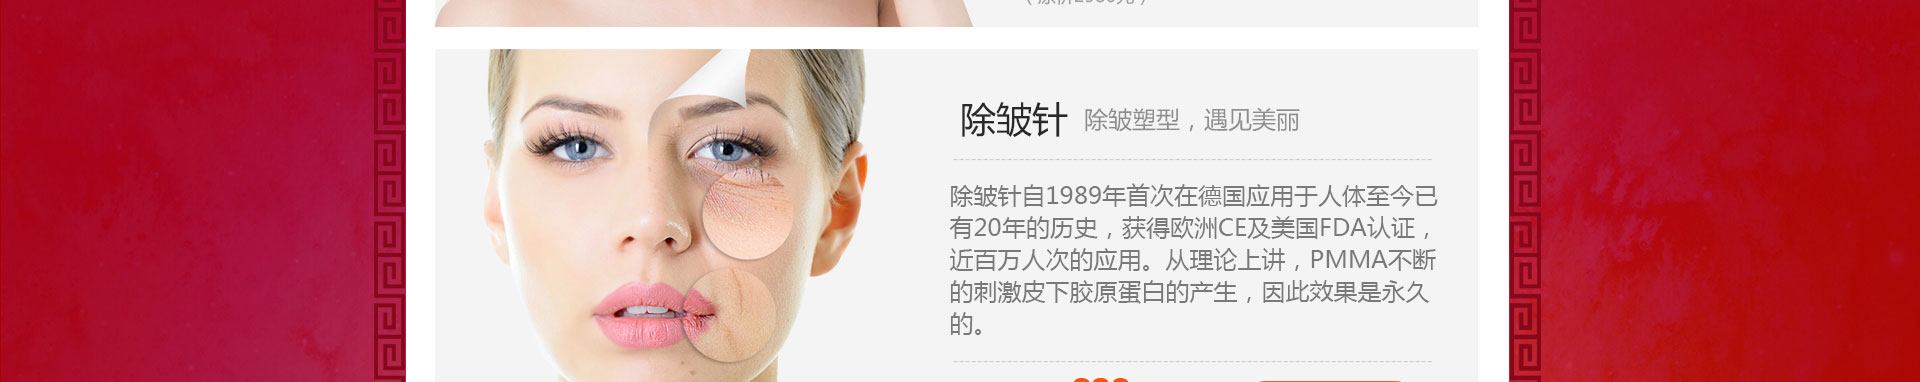 除皱针 除皱塑型，遇见美丽
除皱针自1989年首次在德国应用于人体至今已
有20年的历史，获得欧洲CE及美国FDA认证，
近百万人次的应用。从理论上讲，PMMA不断
的刺激皮下胶原蛋白的产生，因此效果是永久
的。